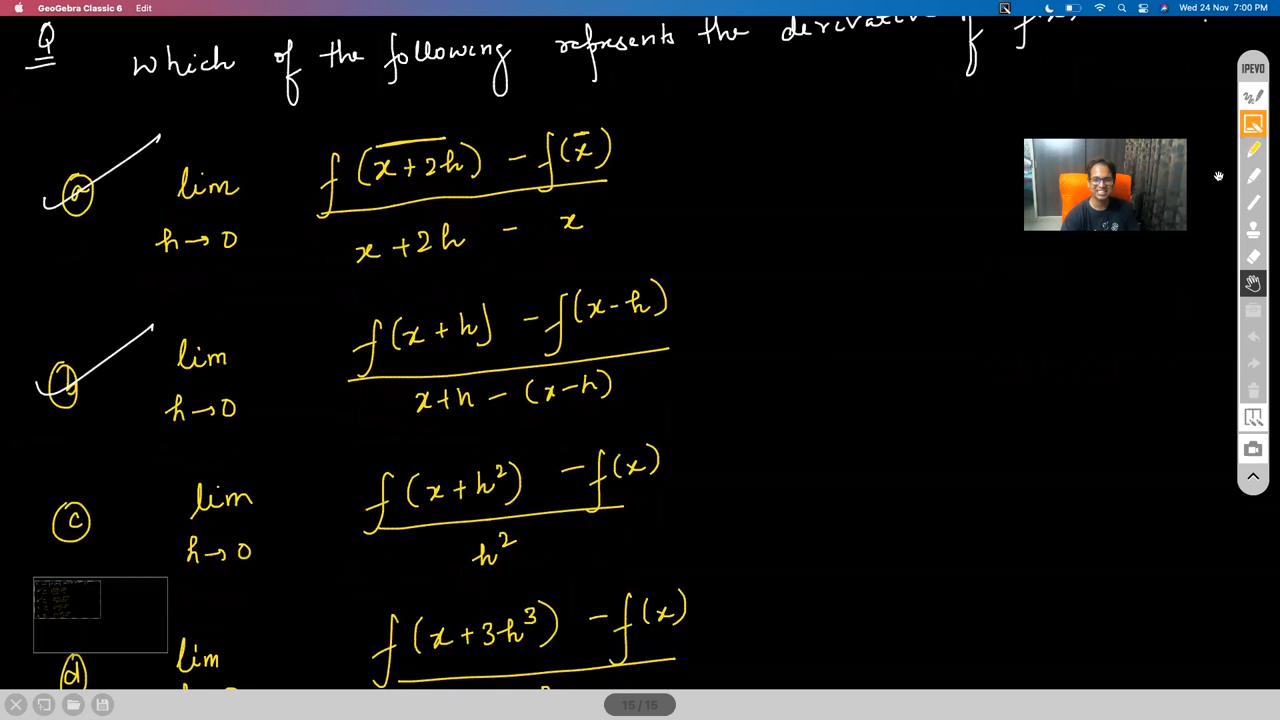 GeoGebra Classic 6 Edit Wed 24 Nov 7:00 PM
Q Which of the following represents the derivative of
IPEVO
ⓐ lim h→0 f(x+2h) − f(x)
x+2h − x
ⓑ lim h→0 f(x+h) − f(x−h)
x+h − (x−h)
ⓒ lim h→0 f(x+h²) − f(x)
h²
ⓓ lim f(x+3h³) − f(x)
15 / 15